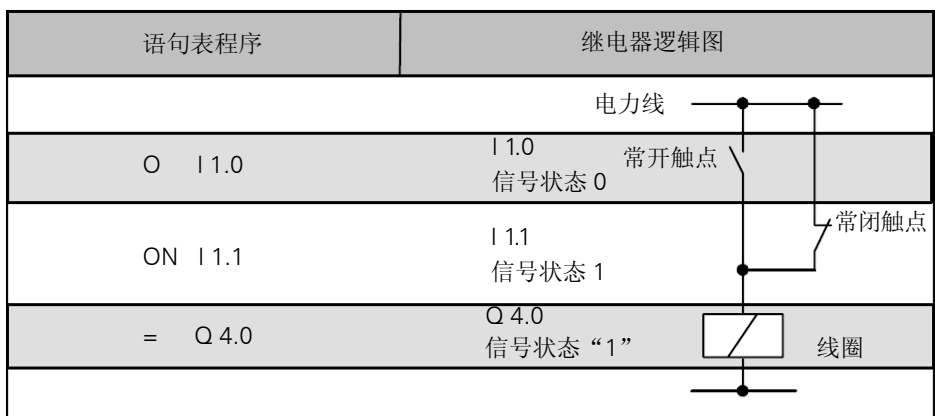 语句表程序 继电器逻辑图
电力线
O I 1.0 I 1.0 常开触点
信号状态 0
常闭触点
ON I 1.1 I 1.1
信号状态 1
= Q 4.0 Q 4.0
信号状态“1” 线圈